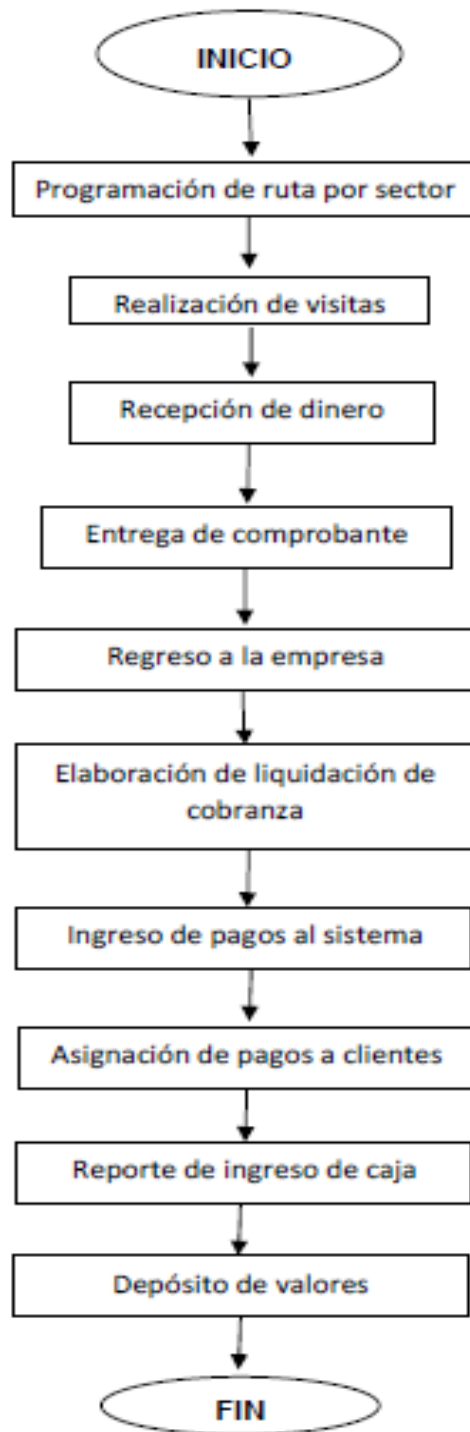 INICIO
Programación de ruta por sector
Realización de visitas
Recepción de dinero
Entrega de comprobante
Regreso a la empresa
Elaboración de liquidación de
cobranza
Ingreso de pagos al sistema
Asignación de pagos a clientes
Reporte de ingreso de caja
Depósito de valores
FIN